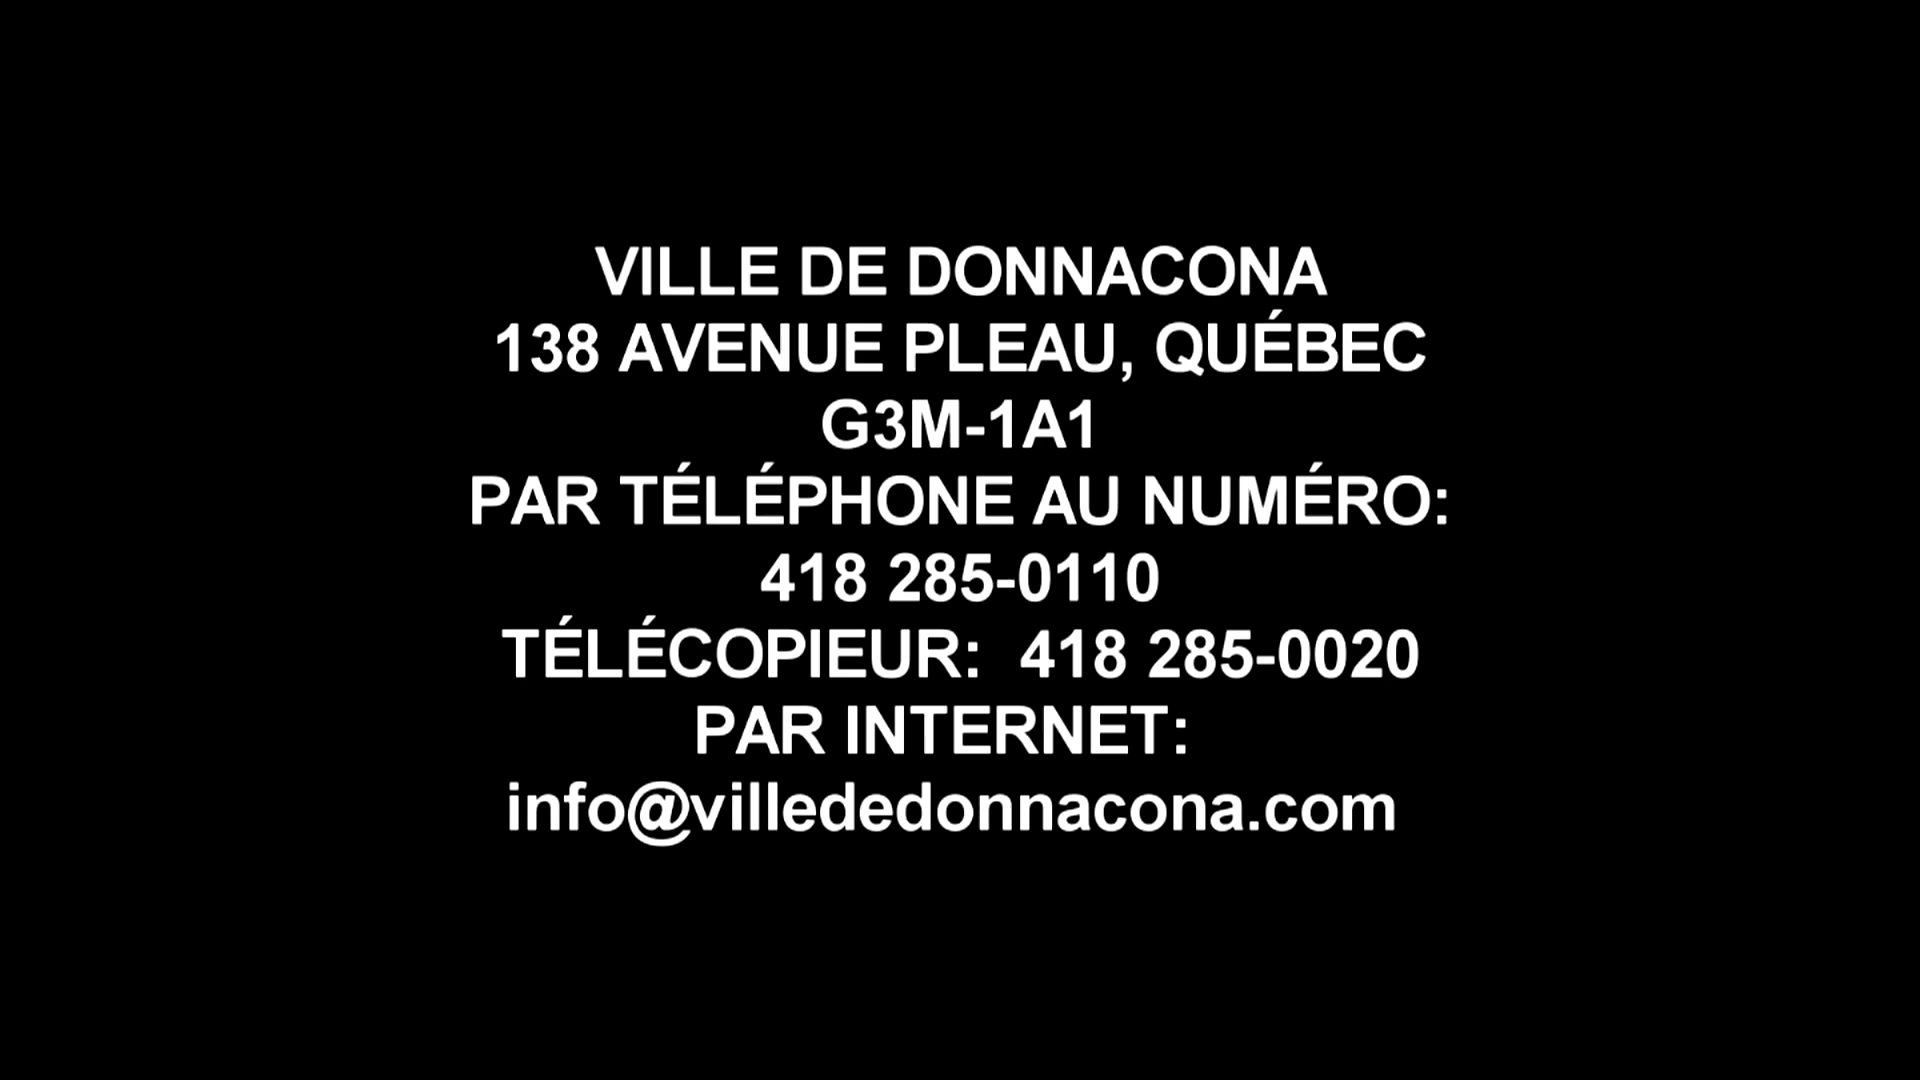 VILLE DE DONNACONA
138 AVENUE PLEAU, QUÉBEC
G3M-1A1
PAR TÉLÉPHONE AU NUMÉRO:
418 285-0110
TÉLÉCOPIEUR:  418 285-0020
PAR INTERNET:
info@villededonnacona.com